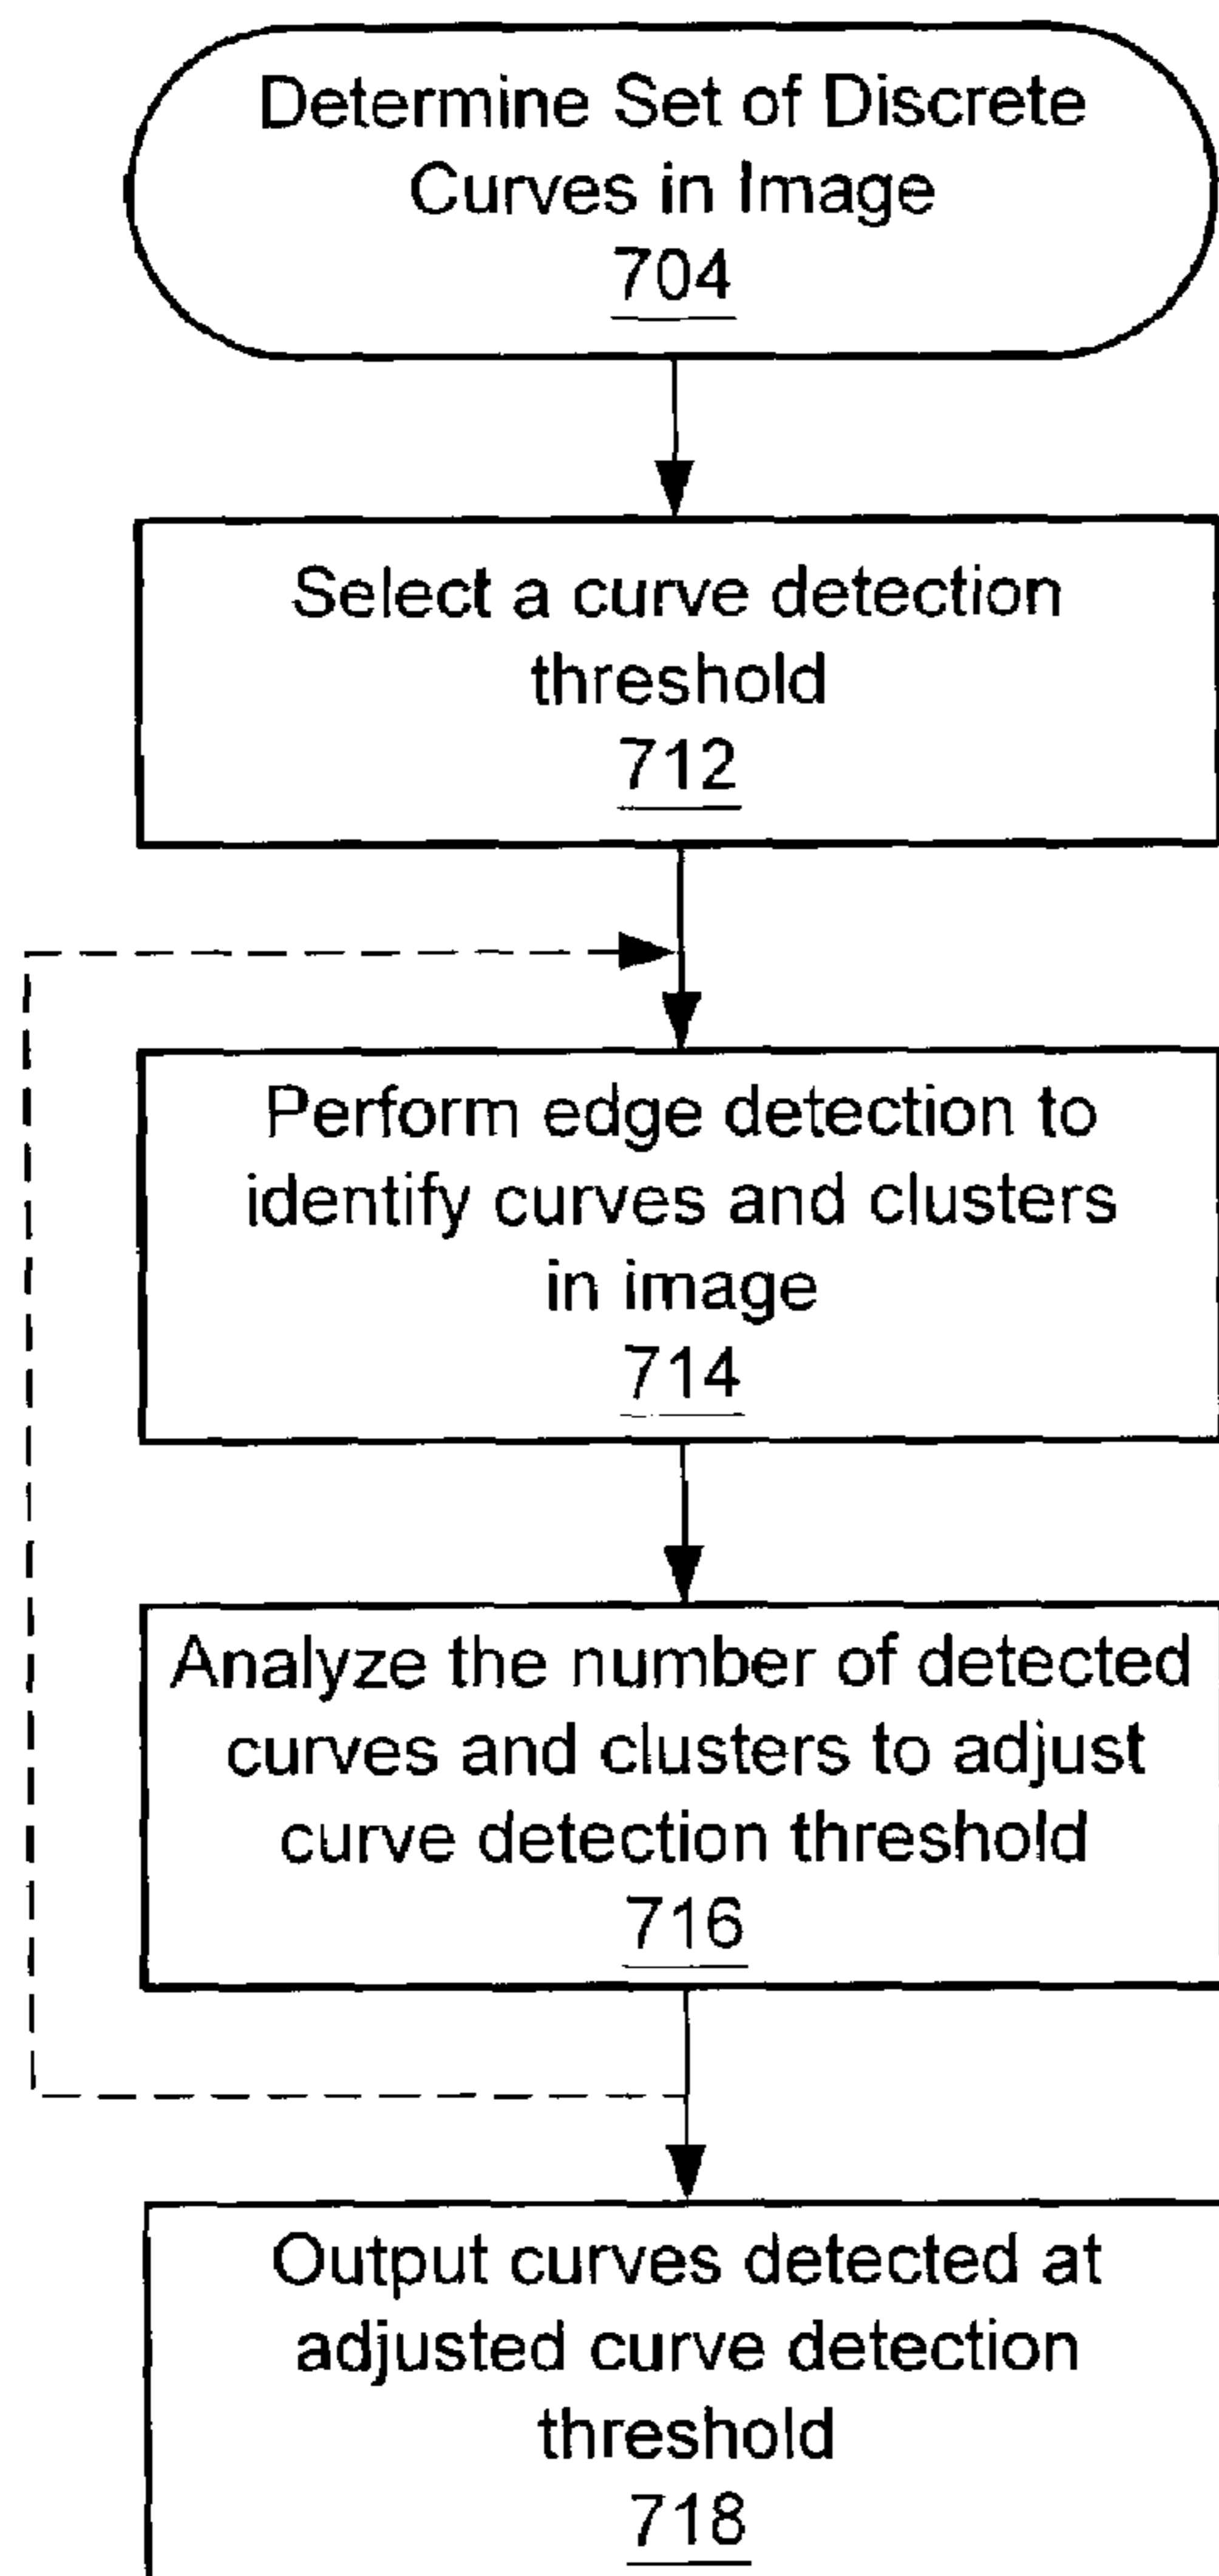 Determine Set of Discrete
Curves in Image
704
Select a curve detection
threshold
712
Perform edge detection to
identify curves and clusters
in image
714
Analyze the number of detected
curves and clusters to adjust
curve detection threshold
716
Output curves detected at
adjusted curve detection
threshold
718